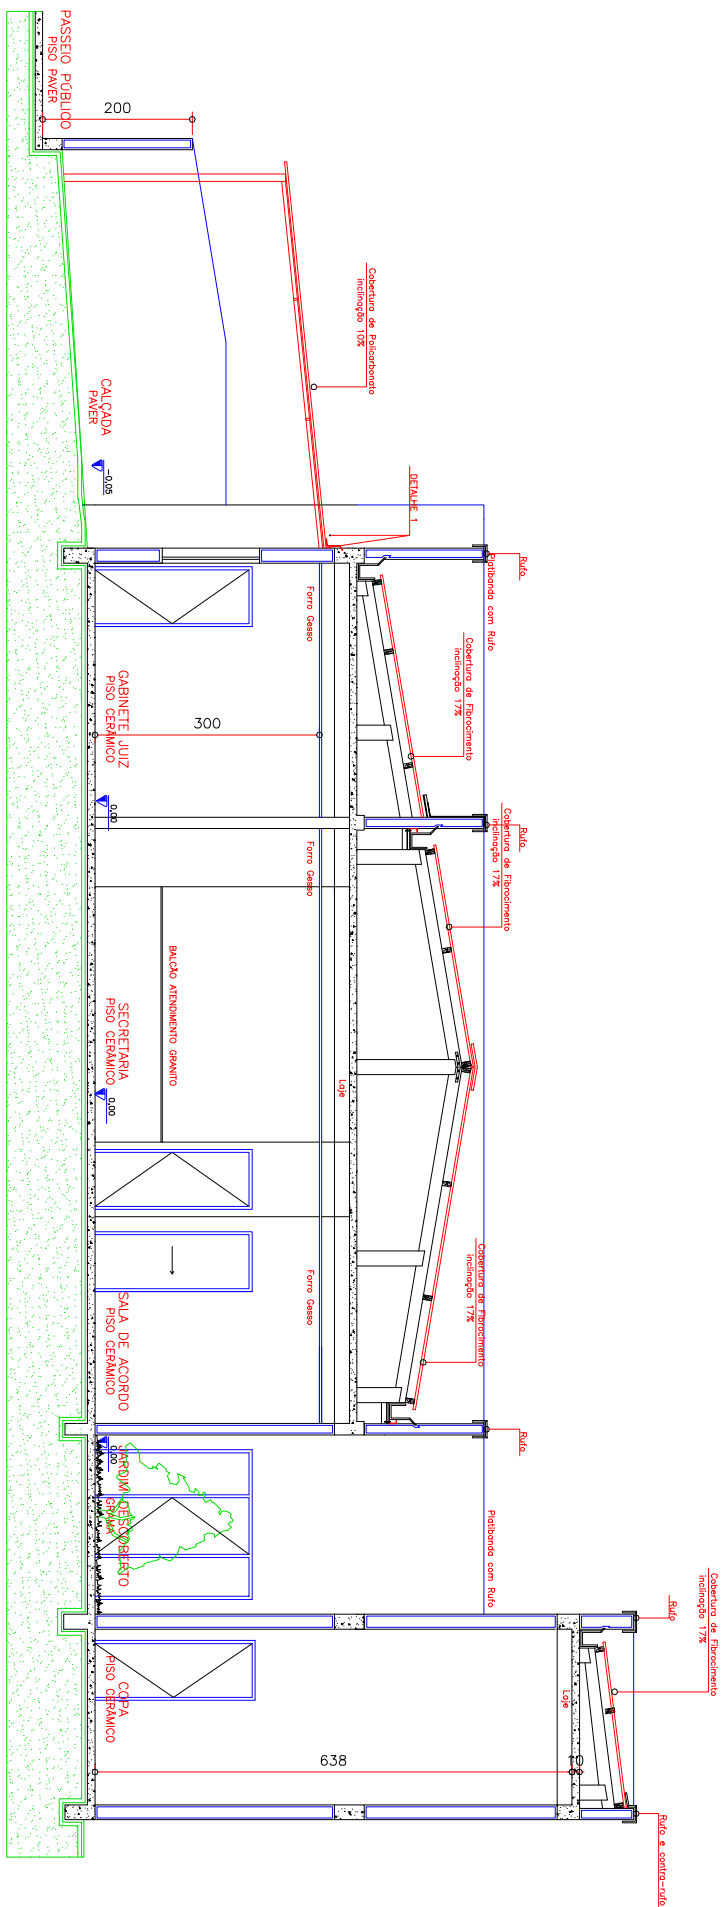 PASSEIO PÚBLICO
PISO PAVER
200
Cobertura de Policarbonato
inclinação 10%
CALÇADA
PAVER
-0,05
DETALHE 1
Rufo
Platibanda com Rufo
Forro Gesso
Cobertura de Fibrocimento
inclinação 17%
GABINETE JUIZ
PISO CERÂMICO
300
0,00
Rufo
Cobertura de Fibrocimento
inclinação 17%
Forro Gesso
BALCÃO ATENDIMENTO GRANITO
SECRETARIA
PISO CERÂMICO
0,00
Laje
Cobertura de Fibrocimento
inclinação 17%
Forro Gesso
SALA DE ACORDO
PISO CERÂMICO
Rufo
0,00
JARDIM DESCOBERTO
GRAMA
Platibanda com Rufo
Cobertura de Fibrocimento
inclinação 17%
Rufo
COPA
PISO CERÂMICO
Laje
638
10
Rufo e contra-rufo